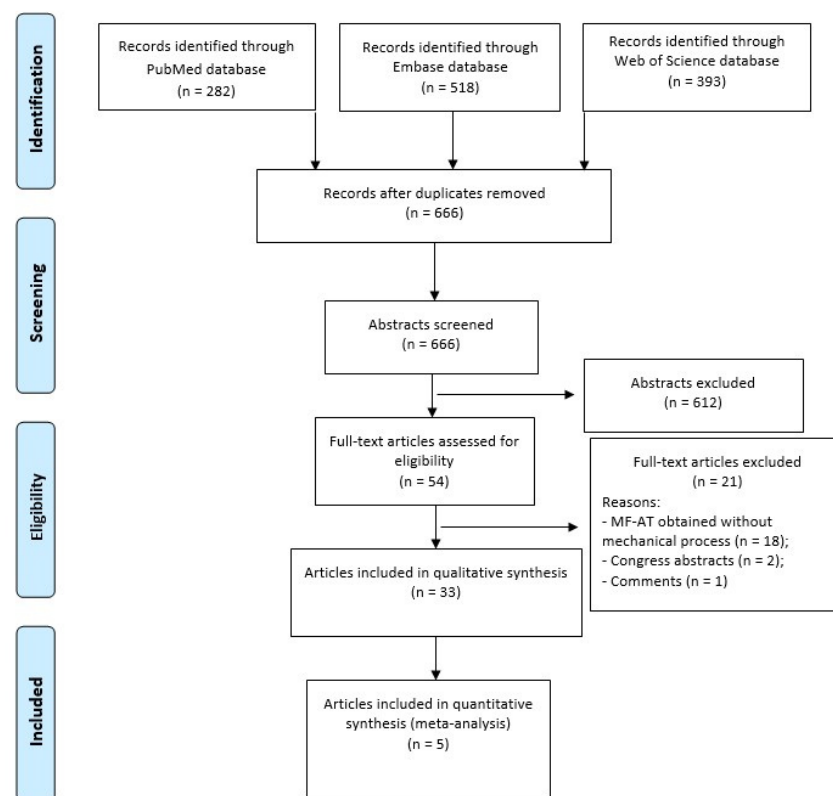 Identification
Records identified through
PubMed database
(n = 282)
Records identified through
Embase database
(n = 518)
Records identified through
Web of Science database
(n = 393)
Records after duplicates removed
(n = 666)
Screening
Abstracts screened
(n = 666)
Abstracts excluded
(n = 612)
Eligibility
Full-text articles assessed for
eligibility
(n = 54)
Full-text articles excluded
(n = 21)
Reasons:
- MF-AT obtained without
mechanical process (n = 18);
- Congress abstracts (n = 2);
- Comments (n = 1)
Articles included in qualitative synthesis
(n = 33)
Included
Articles included in quantitative
synthesis (meta-analysis)
(n = 5)